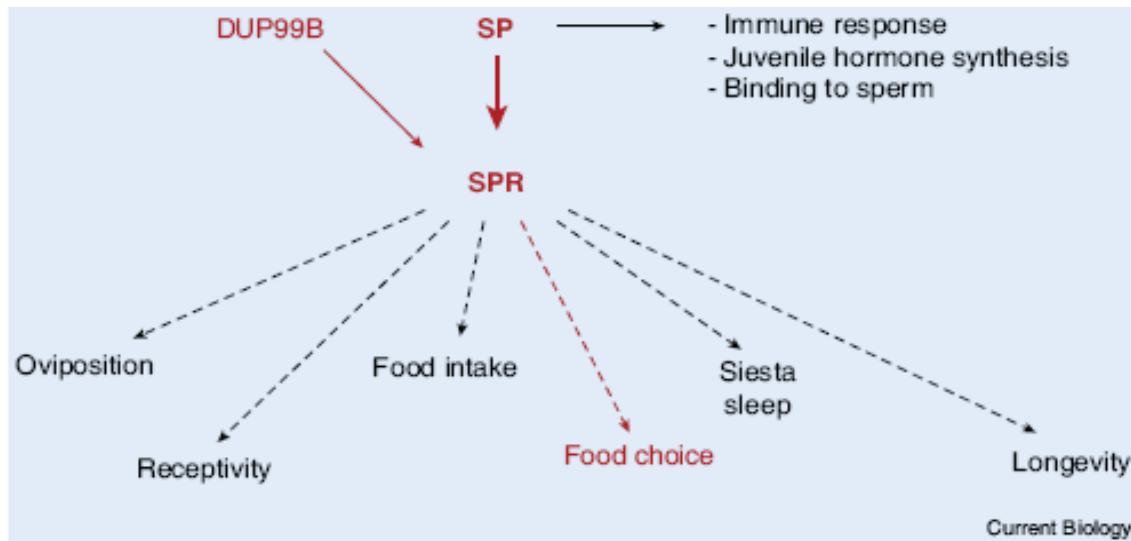 DUP99B
SP
- Immune response
- Juvenile hormone synthesis
- Binding to sperm
SPR
Oviposition
Receptivity
Food intake
Food choice
Siesta
sleep
Longevity
Current Biology